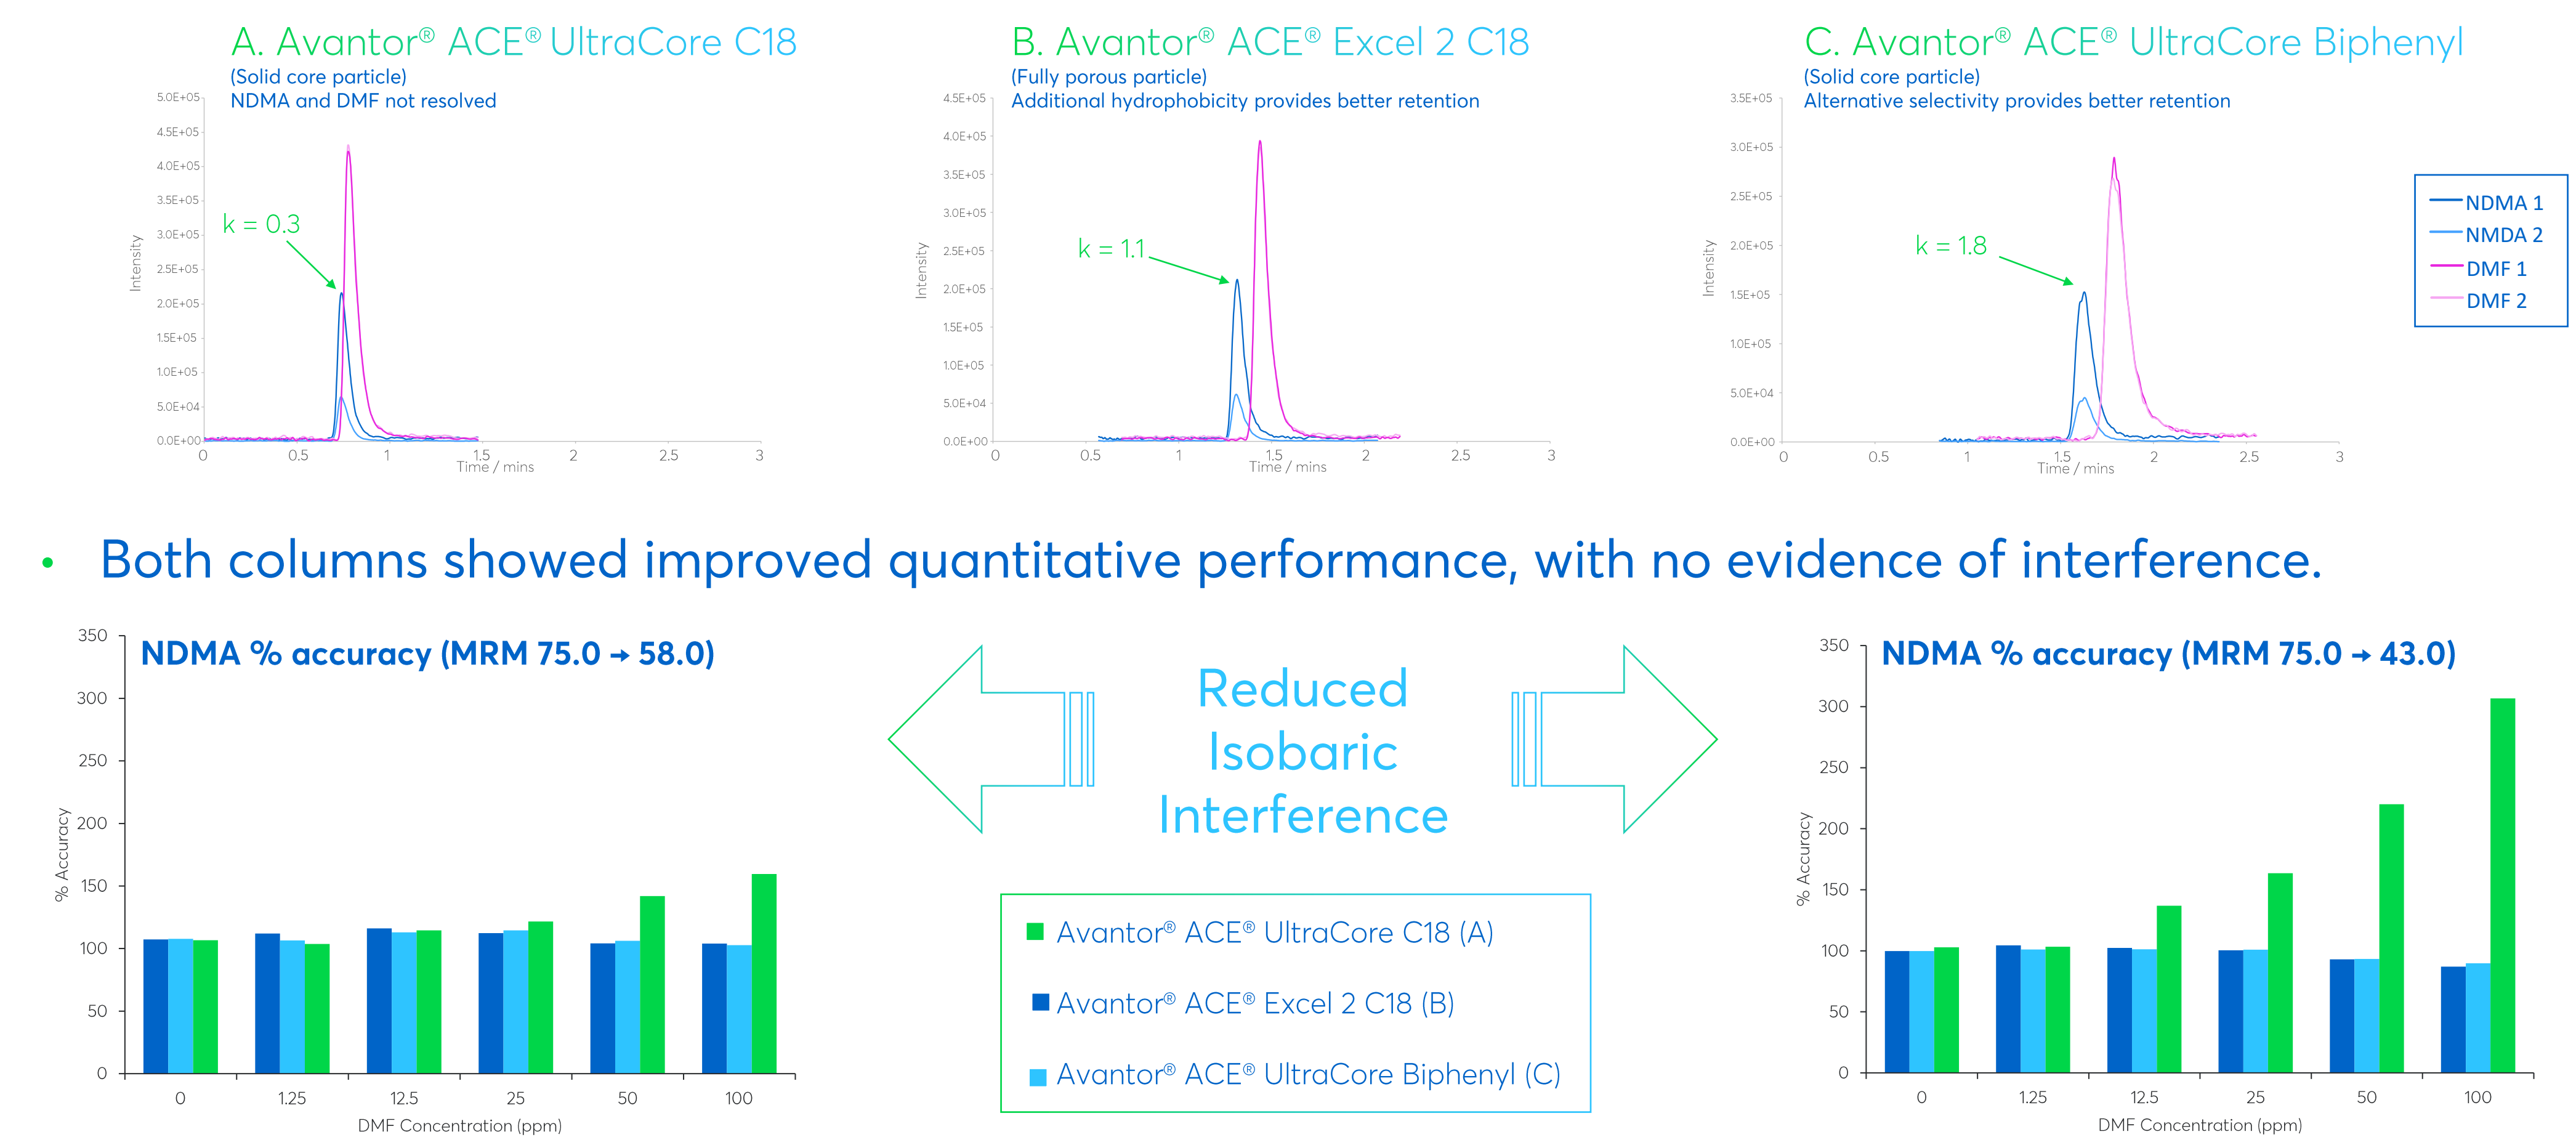 A. Avantor® ACE® UltraCore C18
(Solid core particle)
NDMA and DMF not resolved
5.0E+05
4.5E+05
4.0E+05
3.5E+05
3.0E+05
2.5E+05
2.0E+05
1.5E+05
1.0E+05
5.0E+04
0.0E+00
Intensity
k = 0.3
0 0.5 1 1.5 2 2.5 3
Time / mins
B. Avantor® ACE® Excel 2 C18
(Fully porous particle)
Additional hydrophobicity provides better retention
4.5E+05
4.0E+05
3.5E+05
3.0E+05
2.5E+05
2.0E+05
1.5E+05
1.0E+05
5.0E+04
0.0E+00
Intensity
k = 1.1
0 0.5 1 1.5 2 2.5 3
Time / mins
C. Avantor® ACE® UltraCore Biphenyl
(Solid core particle)
Alternative selectivity provides better retention
3.5E+05
3.0E+05
2.5E+05
2.0E+05
1.5E+05
1.0E+05
5.0E+04
0.0E+00
Intensity
k = 1.8
0 0.5 1 1.5 2 2.5 3
Time / mins
NDMA 1
NMDA 2
DMF 1
DMF 2
• Both columns showed improved quantitative performance, with no evidence of interference.
NDMA % accuracy (MRM 75.0 → 58.0)
350
300
250
200
150
100
50
0
% Accuracy
0 1.25 12.5 25 50 100
DMF Concentration (ppm)
Reduced
Isobaric
Interference
Avantor® ACE® UltraCore C18 (A)
Avantor® ACE® Excel 2 C18 (B)
Avantor® ACE® UltraCore Biphenyl (C)
NDMA % accuracy (MRM 75.0 → 43.0)
350
300
250
200
150
100
50
0
% Accuracy
0 1.25 12.5 25 50 100
DMF Concentration (ppm)